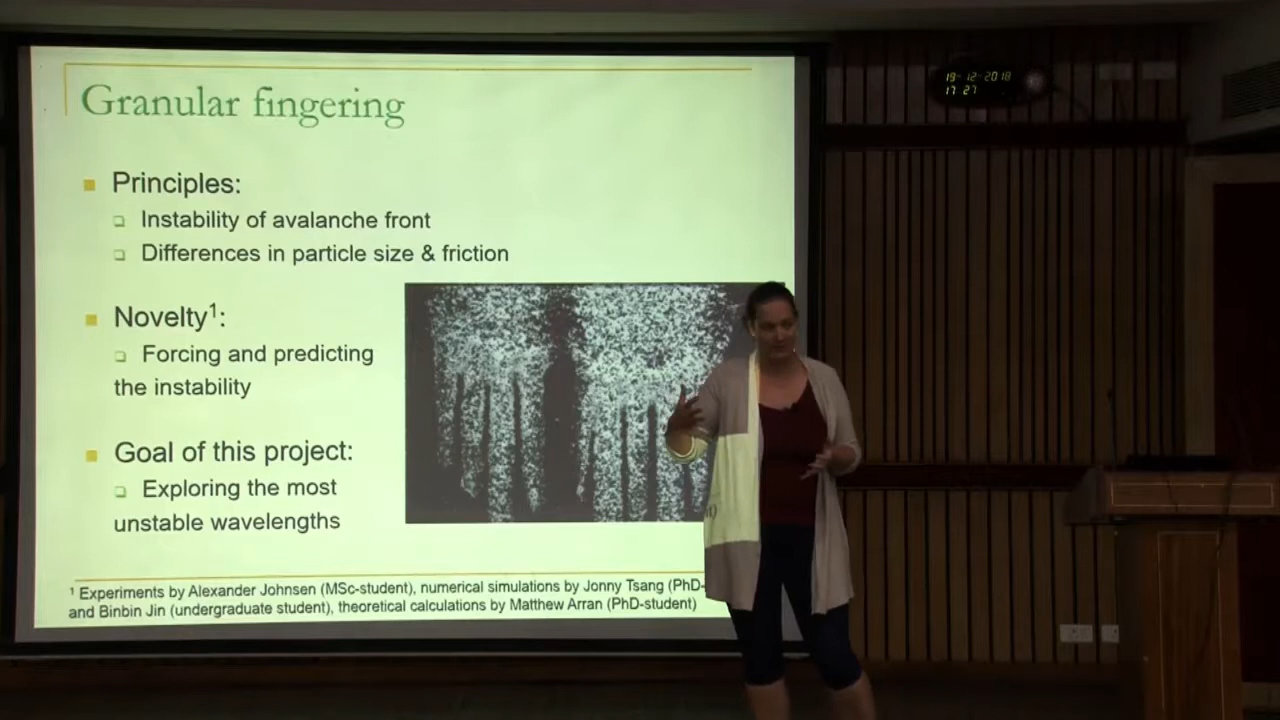 Granular fingering
Principles:
Instability of avalanche front
Differences in particle size & friction
Novelty¹:
Forcing and predicting
the instability
Goal of this project:
Exploring the most
unstable wavelengths
¹ Experiments by Alexander Johnsen (MSc-student), numerical simulations by Jonny Tsang (PhD-
and Binbin Jin (undergraduate student), theoretical calculations by Matthew Arran (PhD-student)
19-12-2018
17 27